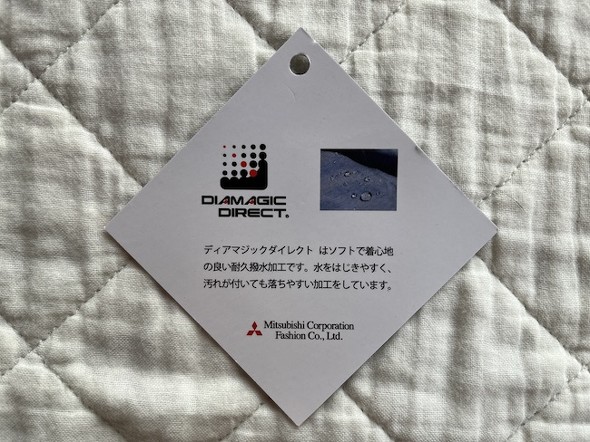 DIAMAGIC
DIRECT®
ディアマジックダイレクト はソフトで着心地
の良い耐久撥水加工です。水をはじきやすく、
汚れが付いても落ちやすい加工をしています。
Mitsubishi Corporation
Fashion Co., Ltd.